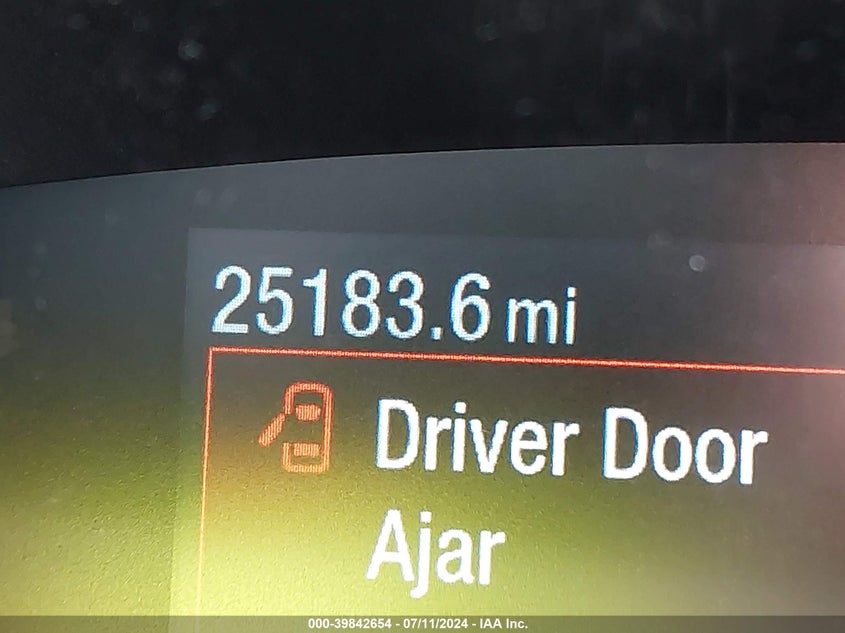 25183.6 mi
Driver Door
Ajar
000-39842654 - 07/11/2024 - IAA Inc.